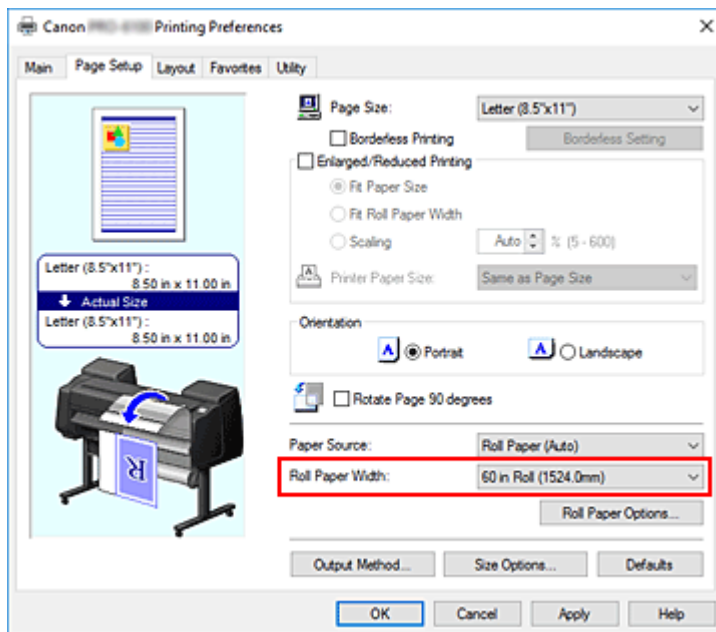 Canon Printing Preferences
Main Page Setup Layout Favorites Utility
Page Size: Letter (8.5"x11")
Borderless Printing Borderless Setting
Enlarged/Reduced Printing
Fit Paper Size
Fit Roll Paper Width
Scaling Auto % (5 - 600)
Printer Paper Size: Same as Page Size
Letter (8.5"x11") :
8.50 in x 11.00 in
Actual Size
Letter (8.5"x11") :
8.50 in x 11.00 in
Orientation
A Portrait A Landscape
Rotate Page 90 degrees
Paper Source: Roll Paper (Auto)
Roll Paper Width: 60 in Roll (1524.0mm)
R
Roll Paper Options...
Output Method... Size Options... Defaults
OK Cancel Apply Help